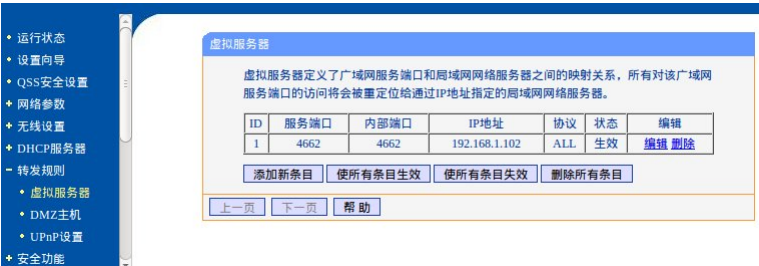 运行状态
设置向导
QSS安全设置
网络参数
无线设置
DHCP服务器
转发规则
虚拟服务器
DMZ主机
UPnP设置
安全功能
虚拟服务器
虚拟服务器定义了广域网服务端口和局域网网络服务器之间的映射关系，所有对该广域网
服务端口的访问将会被重定位给通过IP地址指定的局域网网络服务器。
ID 服务端口 内部端口 IP地址 协议 状态 编辑
1 4662 4662 192.168.1.102 ALL 生效 编辑 删除
添加新条目 使所有条目生效 使所有条目失效 删除所有条目
上一页 下一页 帮助